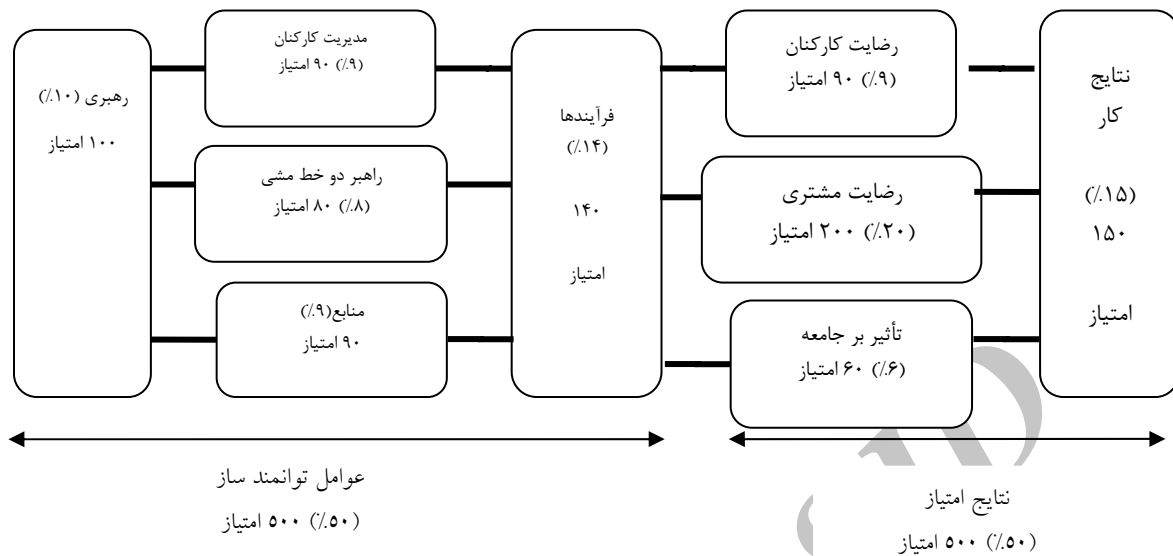 رهبری (۱۰٪)
۱۰۰ امتیاز
مدیریت کارکنان
(۹٪) ۹۰ امتیاز
راهبر دو خط مشی
(۸٪) ۸۰ امتیاز
منابع(۹٪)
۹۰ امتیاز
فرآیندها
(۱۴٪)
۱۴۰
امتیاز
رضایت کارکنان
(۹٪) ۹۰ امتیاز
رضایت مشتری
(۲۰٪) ۲۰۰ امتیاز
تأثیر بر جامعه
(۶٪) ۶۰ امتیاز
نتایج
کار
(۱۵٪)
۱۵۰
امتیاز
عوامل توانمند ساز
(۵۰٪) ۵۰۰ امتیاز
نتایج امتیاز
(۵۰٪) ۵۰۰ امتیاز